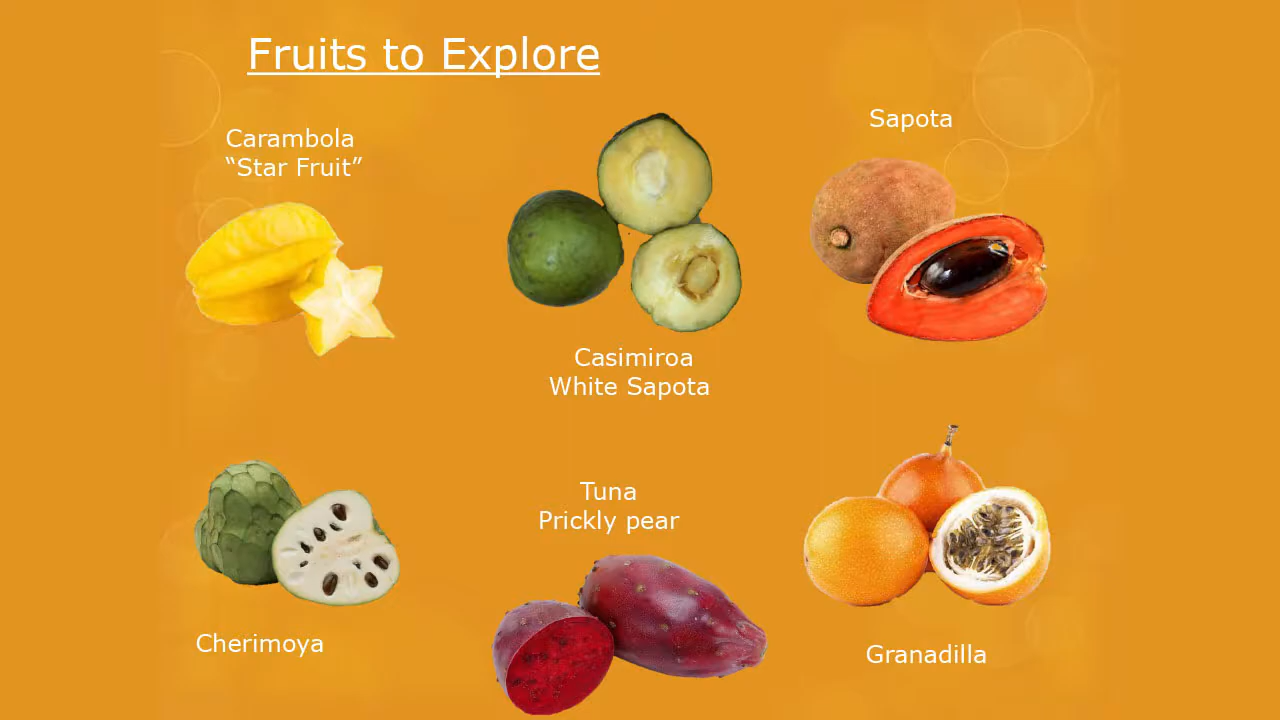 Fruits to Explore
Carambola
“Star Fruit”
Casimiroa
White Sapota
Sapota
Cherimoya
Tuna
Prickly pear
Granadilla